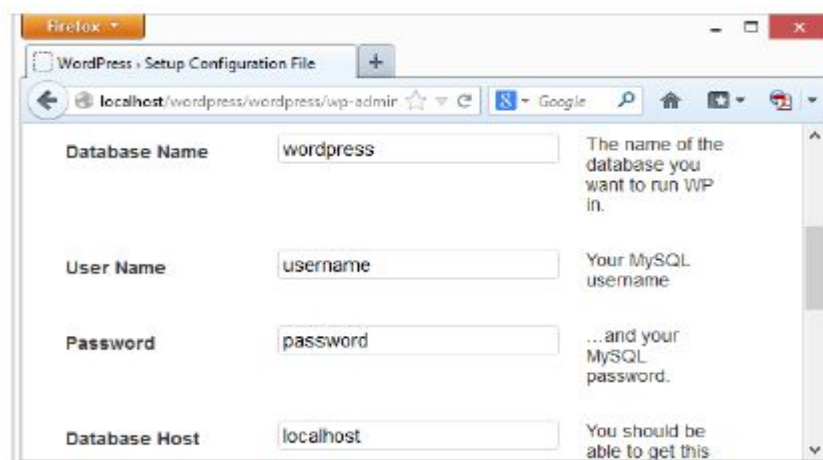 Firefox
WordPress › Setup Configuration File
localhost/wordpress/wordpress/wp-admin
Google
Database Name
wordpress
The name of the
database you
want to run WP
in.
User Name
username
Your MySQL
username
Password
password
…and your
MySQL
password.
Database Host
localhost
You should be
able to get this